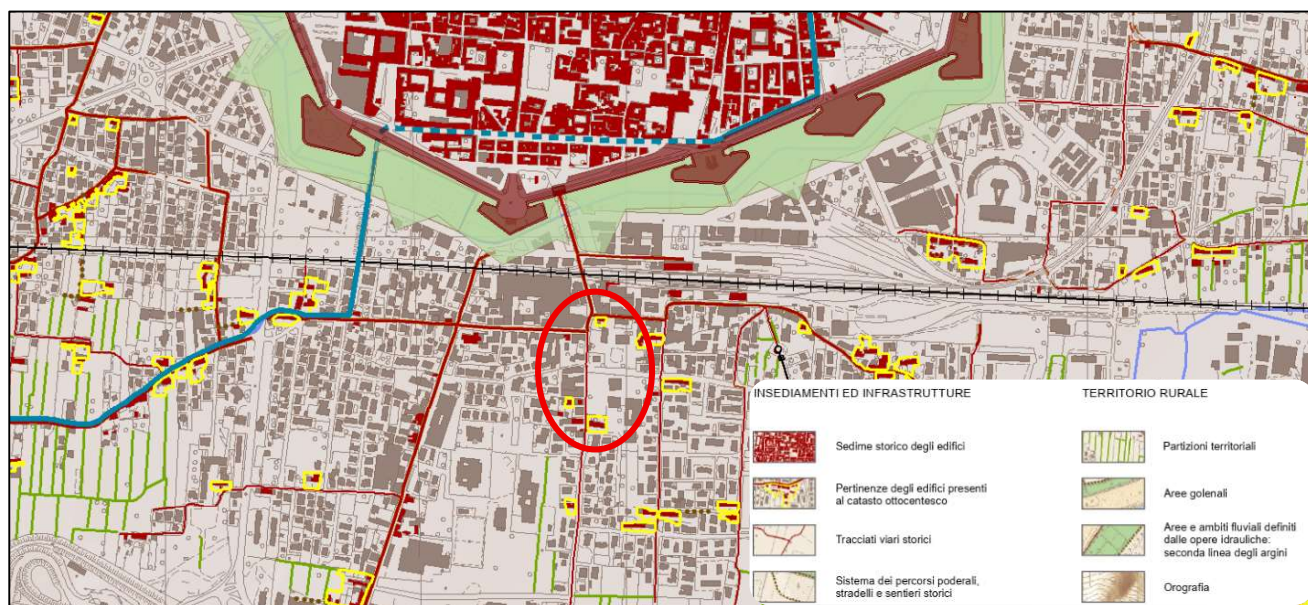 INSEDIAMENTI ED INFRASTRUTTURE
Sedime storico degli edifici
Pertinenze degli edifici presenti
al catasto ottocentesco
Tracciati viari storici
Sistema dei percorsi poderali,
stradelli e sentieri storici
TERRITORIO RURALE
Partizioni territoriali
Aree golenali
Aree e ambiti fluviali definiti
dalle opere idrauliche:
seconda linea degli argini
Orografia